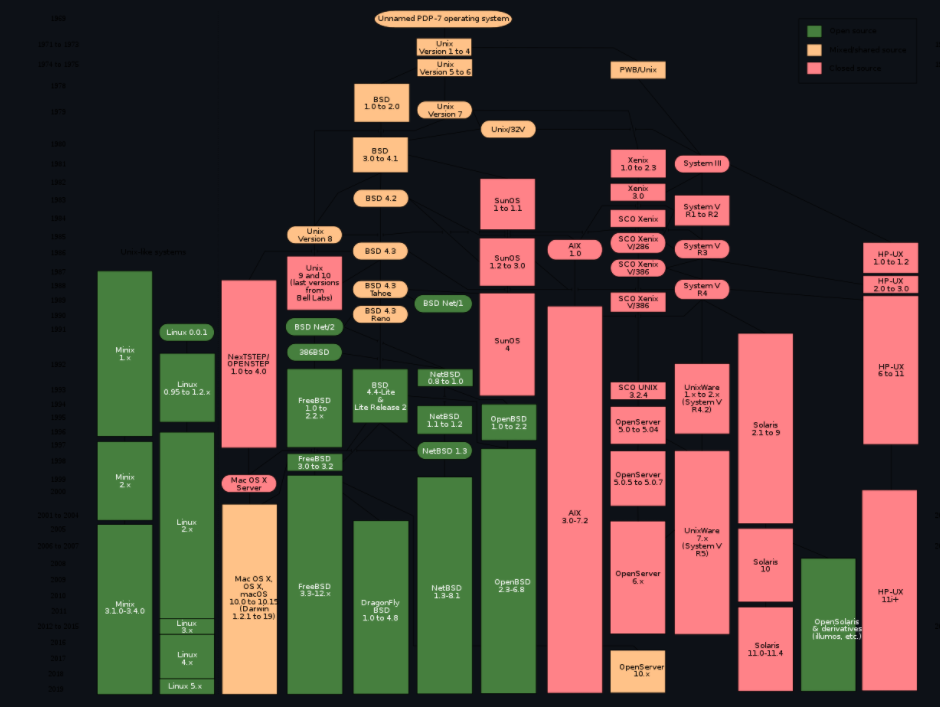 Unnamed PDP-7 operating system
Unix
Version 1 to 4
Unix
Version 5 to 6
PWB/Unix
Open source
Mixed/shared source
Closed source
BSD
1.0 to 2.0
Unix
Version 7
Unix/32V
BSD
3.0 to 4.1
Xenix
1.0 to 2.3
System III
Xenix
3.0
BSD 4.2
SunOS
1 to 1.1
SCO Xenix
System V
R1 to R2
Unix
Version 8
Unix-like systems
BSD 4.3
SunOS
1.2 to 3.0
AIX
1.0
SCO Xenix
V/286
System V
R3
HP-UX
1.0 to 1.2
SCO Xenix
V/386
Unix
9 and 10
(last versions
from
Bell Labs)
BSD 4.3
Tahoe
System V
R4
HP-UX
2.0 to 3.0
BSD Net/1
SCO Xenix
V/386
BSD 4.3
Reno
BSD Net/2
Linux 0.0.1
Minix
1.x
386BSD
SunOS
4
NexTSTEP/
OPENSTEP
1.0 to 4.0
HP-UX
6 to 11
NetBSD
0.8 to 1.0
Linux
0.95 to 1.2.x
FreeBSD
1.0 to
2.2.x
BSD
4.4-Lite
&
Lite Release 2
SCO UNIX
3.2.4
UnixWare
1.x to 2.x
(System V
R4.2)
NetBSD
1.1 to 1.2
OpenBSD
1.0 to 2.2
OpenServer
5.0 to 5.04
Solaris
2.1 to 9
NetBSD 1.3
FreeBSD
3.0 to 3.2
Minix
2.x
Mac OS X
Server
OpenServer
5.0.5 to 5.0.7
Linux
2.x
AIX
3.0-7.2
UnixWare
7.x
(System V
R5)
Solaris
10
Minix
3.1.0-3.4.0
Mac OS X,
OS X,
macOS
10.0 to 10.15
(Darwin
1.2.1 to 19)
FreeBSD
3.3-12.x
DragonFly
BSD
1.0 to 4.8
NetBSD
1.3-8.1
OpenBSD
2.3-6.8
OpenServer
6.x
HP-UX
11i+
Linux
3.x
OpenSolaris
& derivatives
(illumos, etc.)
Linux
4.x
Solaris
11.0-11.4
OpenServer
10.x
Linux 5.x